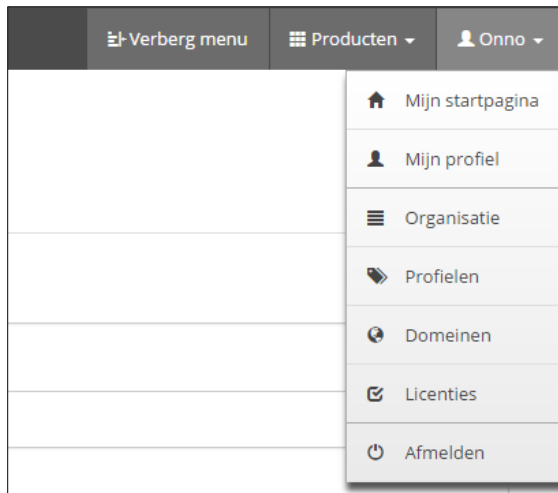 Verberg menu
Producten
Onno
Mijn startpagina
Mijn profiel
Organisatie
Profielen
Domeinen
Licenties
Afmelden